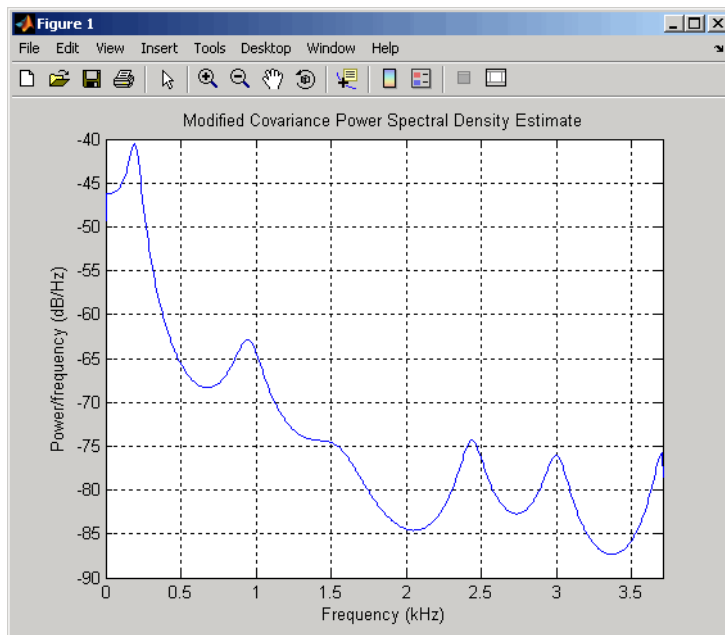 Figure 1
File Edit View Insert Tools Desktop Window Help
Modified Covariance Power Spectral Density Estimate
Power/frequency (dB/Hz)
-40
-45
-50
-55
-60
-65
-70
-75
-80
-85
-90
0 0.5 1 1.5 2 2.5 3 3.5
Frequency (kHz)